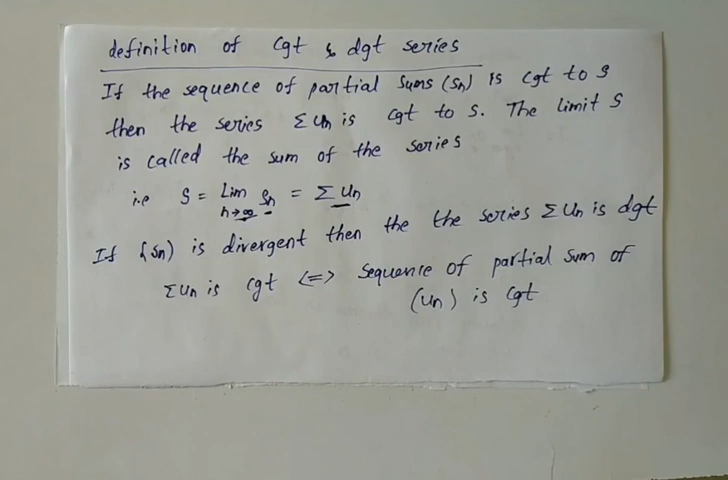 definition of cgt & dgt series
If the sequence of partial sums (Sn) is cgt to S
then the series Σ Un is cgt to S. The limit S
is called the sum of the series
i.e S = Lim n→∞ Sn = Σ Un
If (Sn) is divergent then the the series Σ Un is dgt
Σ Un is cgt <=> sequence of partial sum of
(Un) is cgt